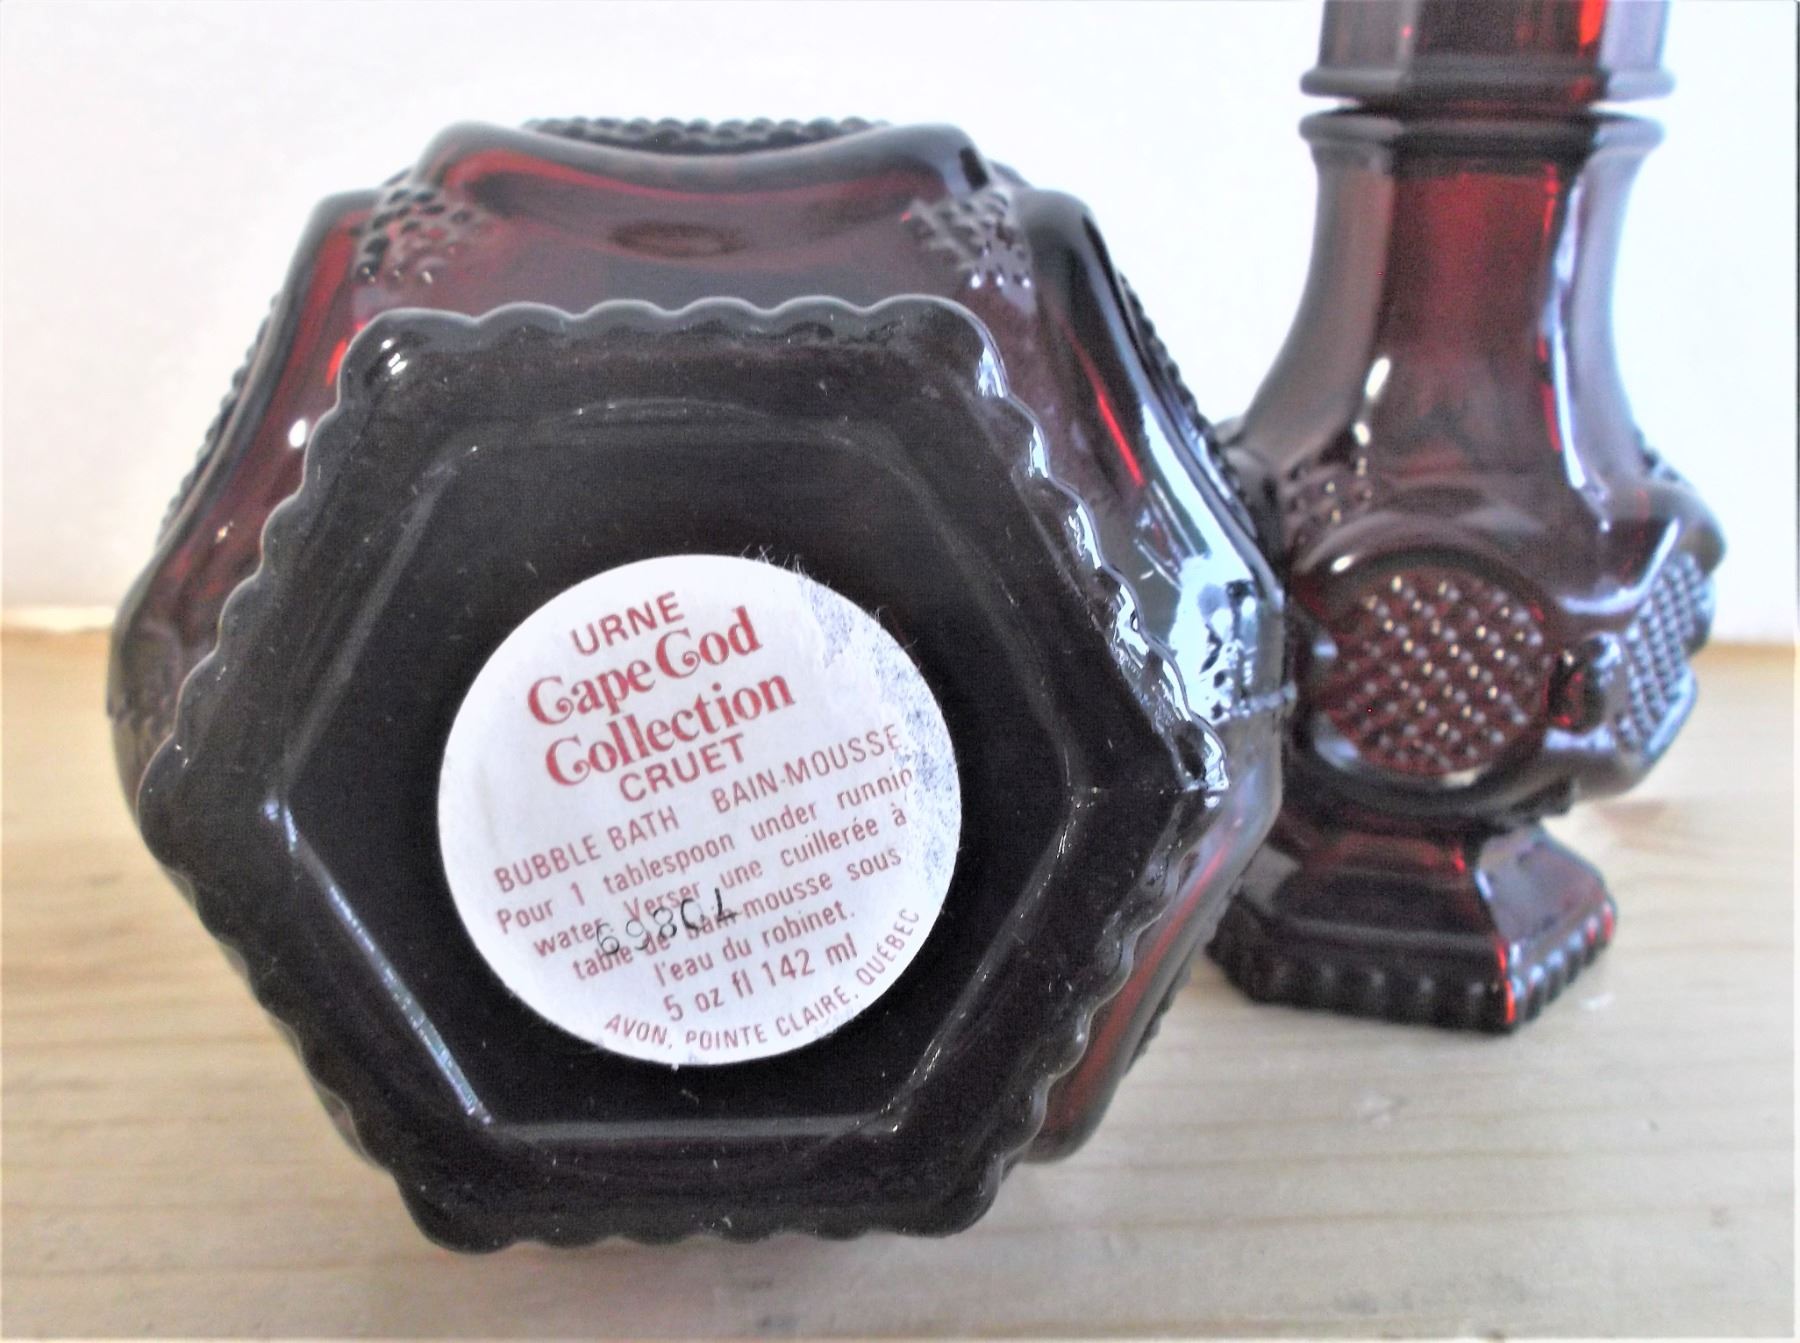 URNE
Cape Cod
Collection
CRUET
BUBBLE BATH BAIN-MOUSSE
Pour 1 tablespoon under runnin
water. Verser une cuillerée à
table de bain-mousse sous
l'eau du robinet.
5 oz fl 142 ml
AVON, POINTE CLAIRE, QUÉBEC